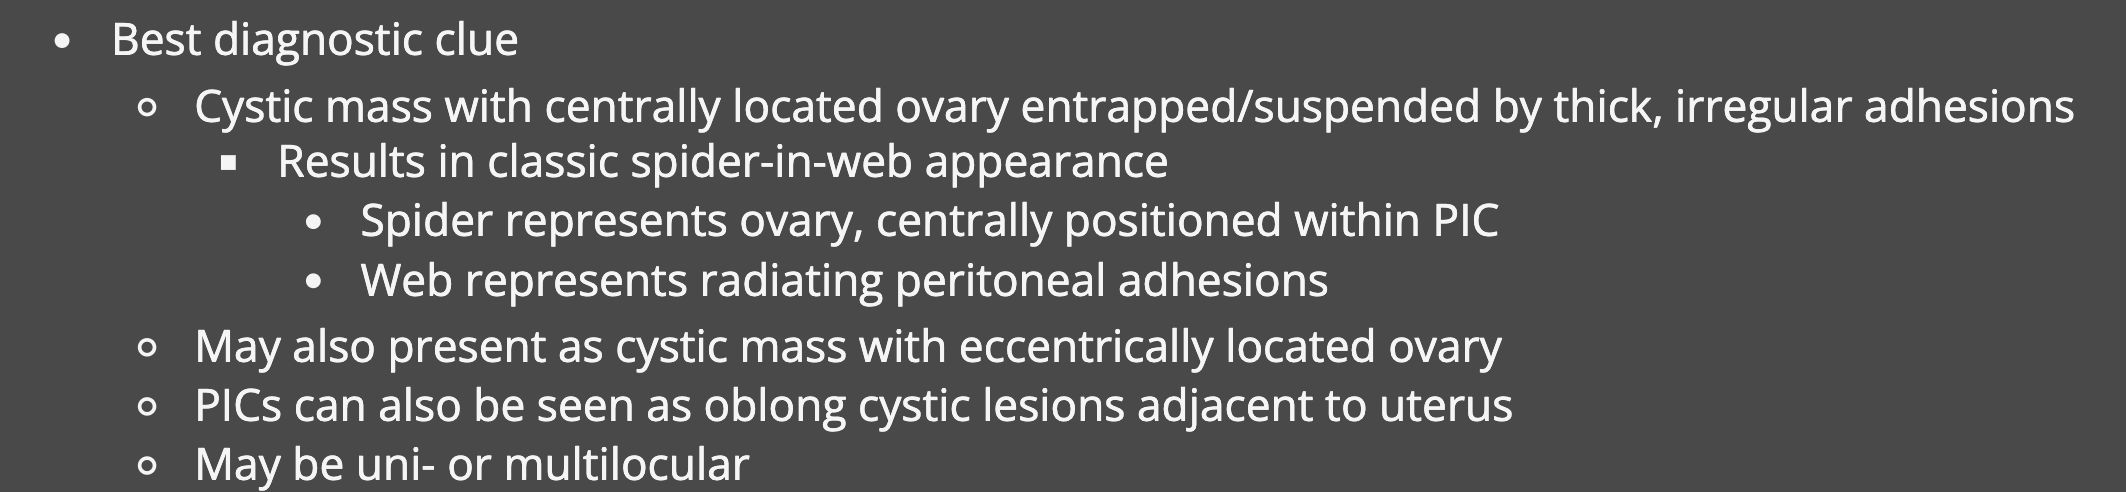 • Best diagnostic clue
◦ Cystic mass with centrally located ovary entrapped/suspended by thick, irregular adhesions
▪ Results in classic spider-in-web appearance
• Spider represents ovary, centrally positioned within PIC
• Web represents radiating peritoneal adhesions
◦ May also present as cystic mass with eccentrically located ovary
◦ PICs can also be seen as oblong cystic lesions adjacent to uterus
◦ May be uni- or multilocular